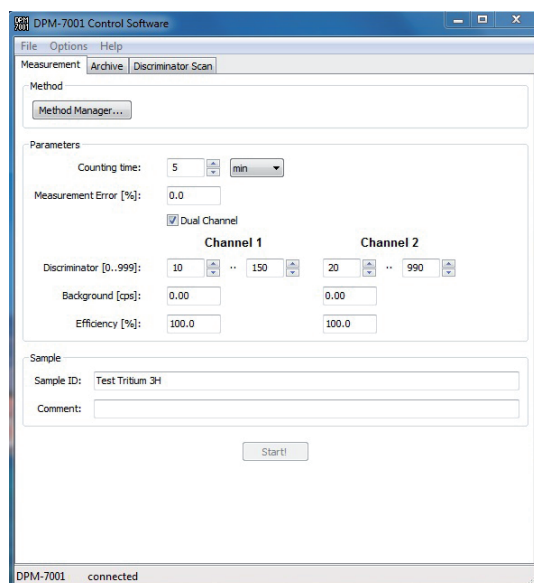 DPM 7001 DPM-7001 Control Software
File Options Help
Measurement Archive Discriminator Scan
Method
Method Manager...
Parameters
Counting time: 5 min
Measurement Error [%]: 0.0
Dual Channel
Channel 1 Channel 2
Discriminator [0..999]: 10 .. 150 20 .. 990
Background [cps]: 0.00 0.00
Efficiency [%]: 100.0 100.0
Sample
Sample ID: Test Tritium 3H
Comment:
Start!
DPM-7001 connected